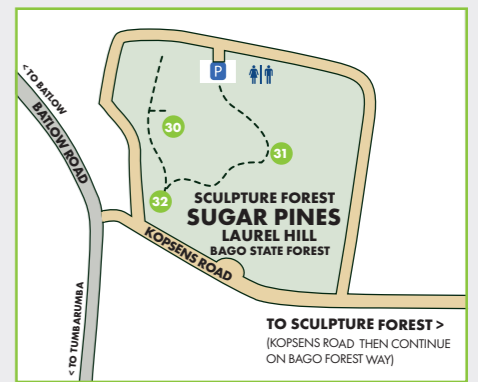 < TO BATLOW
BATLOW ROAD
P
30
31
32
SCULPTURE FOREST
SUGAR PINES
LAUREL HILL
BAGO STATE FOREST
KOPSENS ROAD
< TO TUMBARUMBA
TO SCULPTURE FOREST >
(KOPSENS ROAD THEN CONTINUE
ON BAGO FOREST WAY)